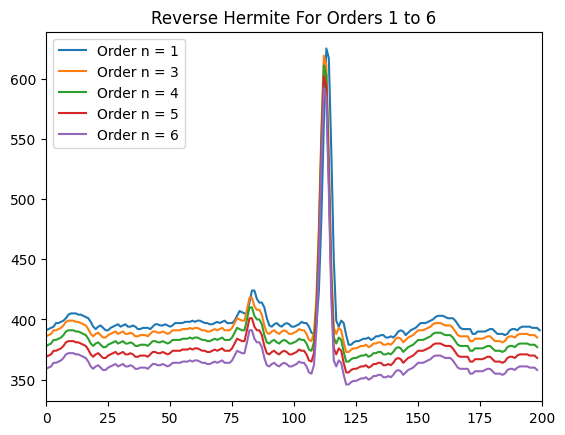 Reverse Hermite For Orders 1 to 6
Order n = 1
Order n = 3
Order n = 4
Order n = 5
Order n = 6
600
550
500
450
400
350
0 25 50 75 100 125 150 175 200